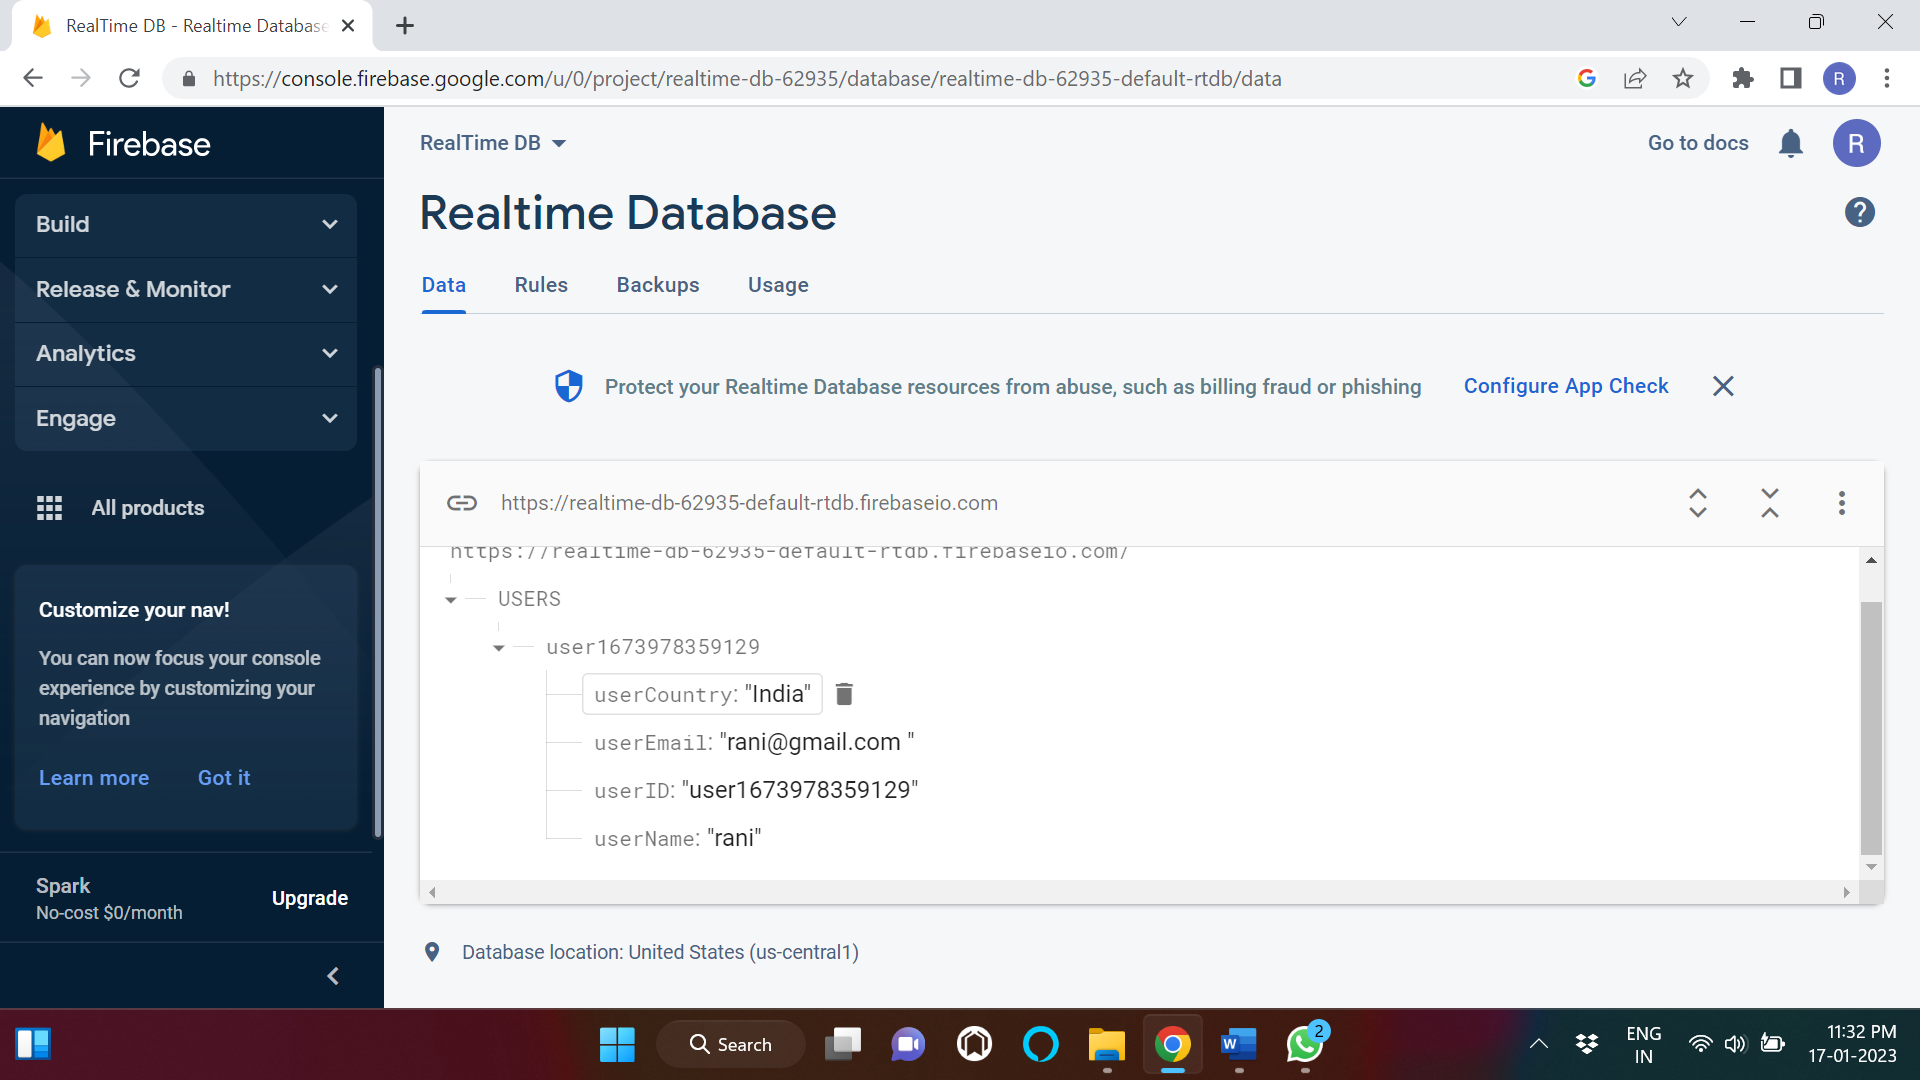 RealTime DB - Realtime Database
https://console.firebase.google.com/u/0/project/realtime-db-62935/database/realtime-db-62935-default-rtdb/data
R
Firebase
RealTime DB
Go to docs
R
Build
Release & Monitor
Analytics
Engage
All products
Customize your nav!
You can now focus your console
experience by customizing your
navigation
Learn more Got it
Spark
No-cost $0/month
Upgrade
Realtime Database
?
Data Rules Backups Usage
Protect your Realtime Database resources from abuse, such as billing fraud or phishing Configure App Check
https://realtime-db-62935-default-rtdb.firebaseio.com
https://realtime-db-62935-default-rtdb.firebaseio.com/
USERS
user1673978359129
userCountry: "India"
userEmail: "rani@gmail.com "
userID: "user1673978359129"
userName: "rani"
Database location: United States (us-central1)
Search
W
2
ENG
IN
11:32 PM
17-01-2023